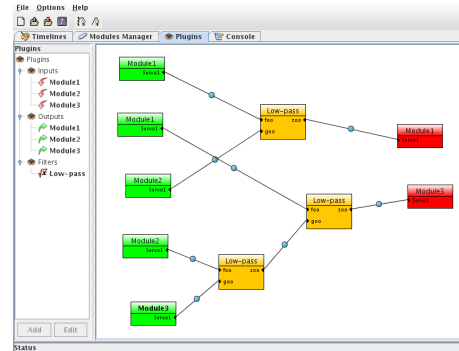 File Options Help
Timelines Modules Manager Plugins Console
Plugins
Plugins
Inputs
Module1
Module2
Module3
Outputs
Module1
Module2
Module3
Filters
Low-pass
Add Edit
Status
Module1
Servo1
Low-pass
foo zoo
goo
Module1
Servo1
Module1
Servo1
Module2
Servo1
Low-pass
foo zoo
goo
Module3
Servo1
Module2
Servo1
Low-pass
foo zoo
goo
Module3
Servo1